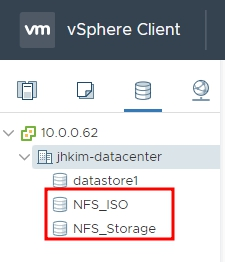 vm vSphere Client
10.0.0.62
jhkim-datacenter
datastore1
NFS_ISO
NFS_Storage